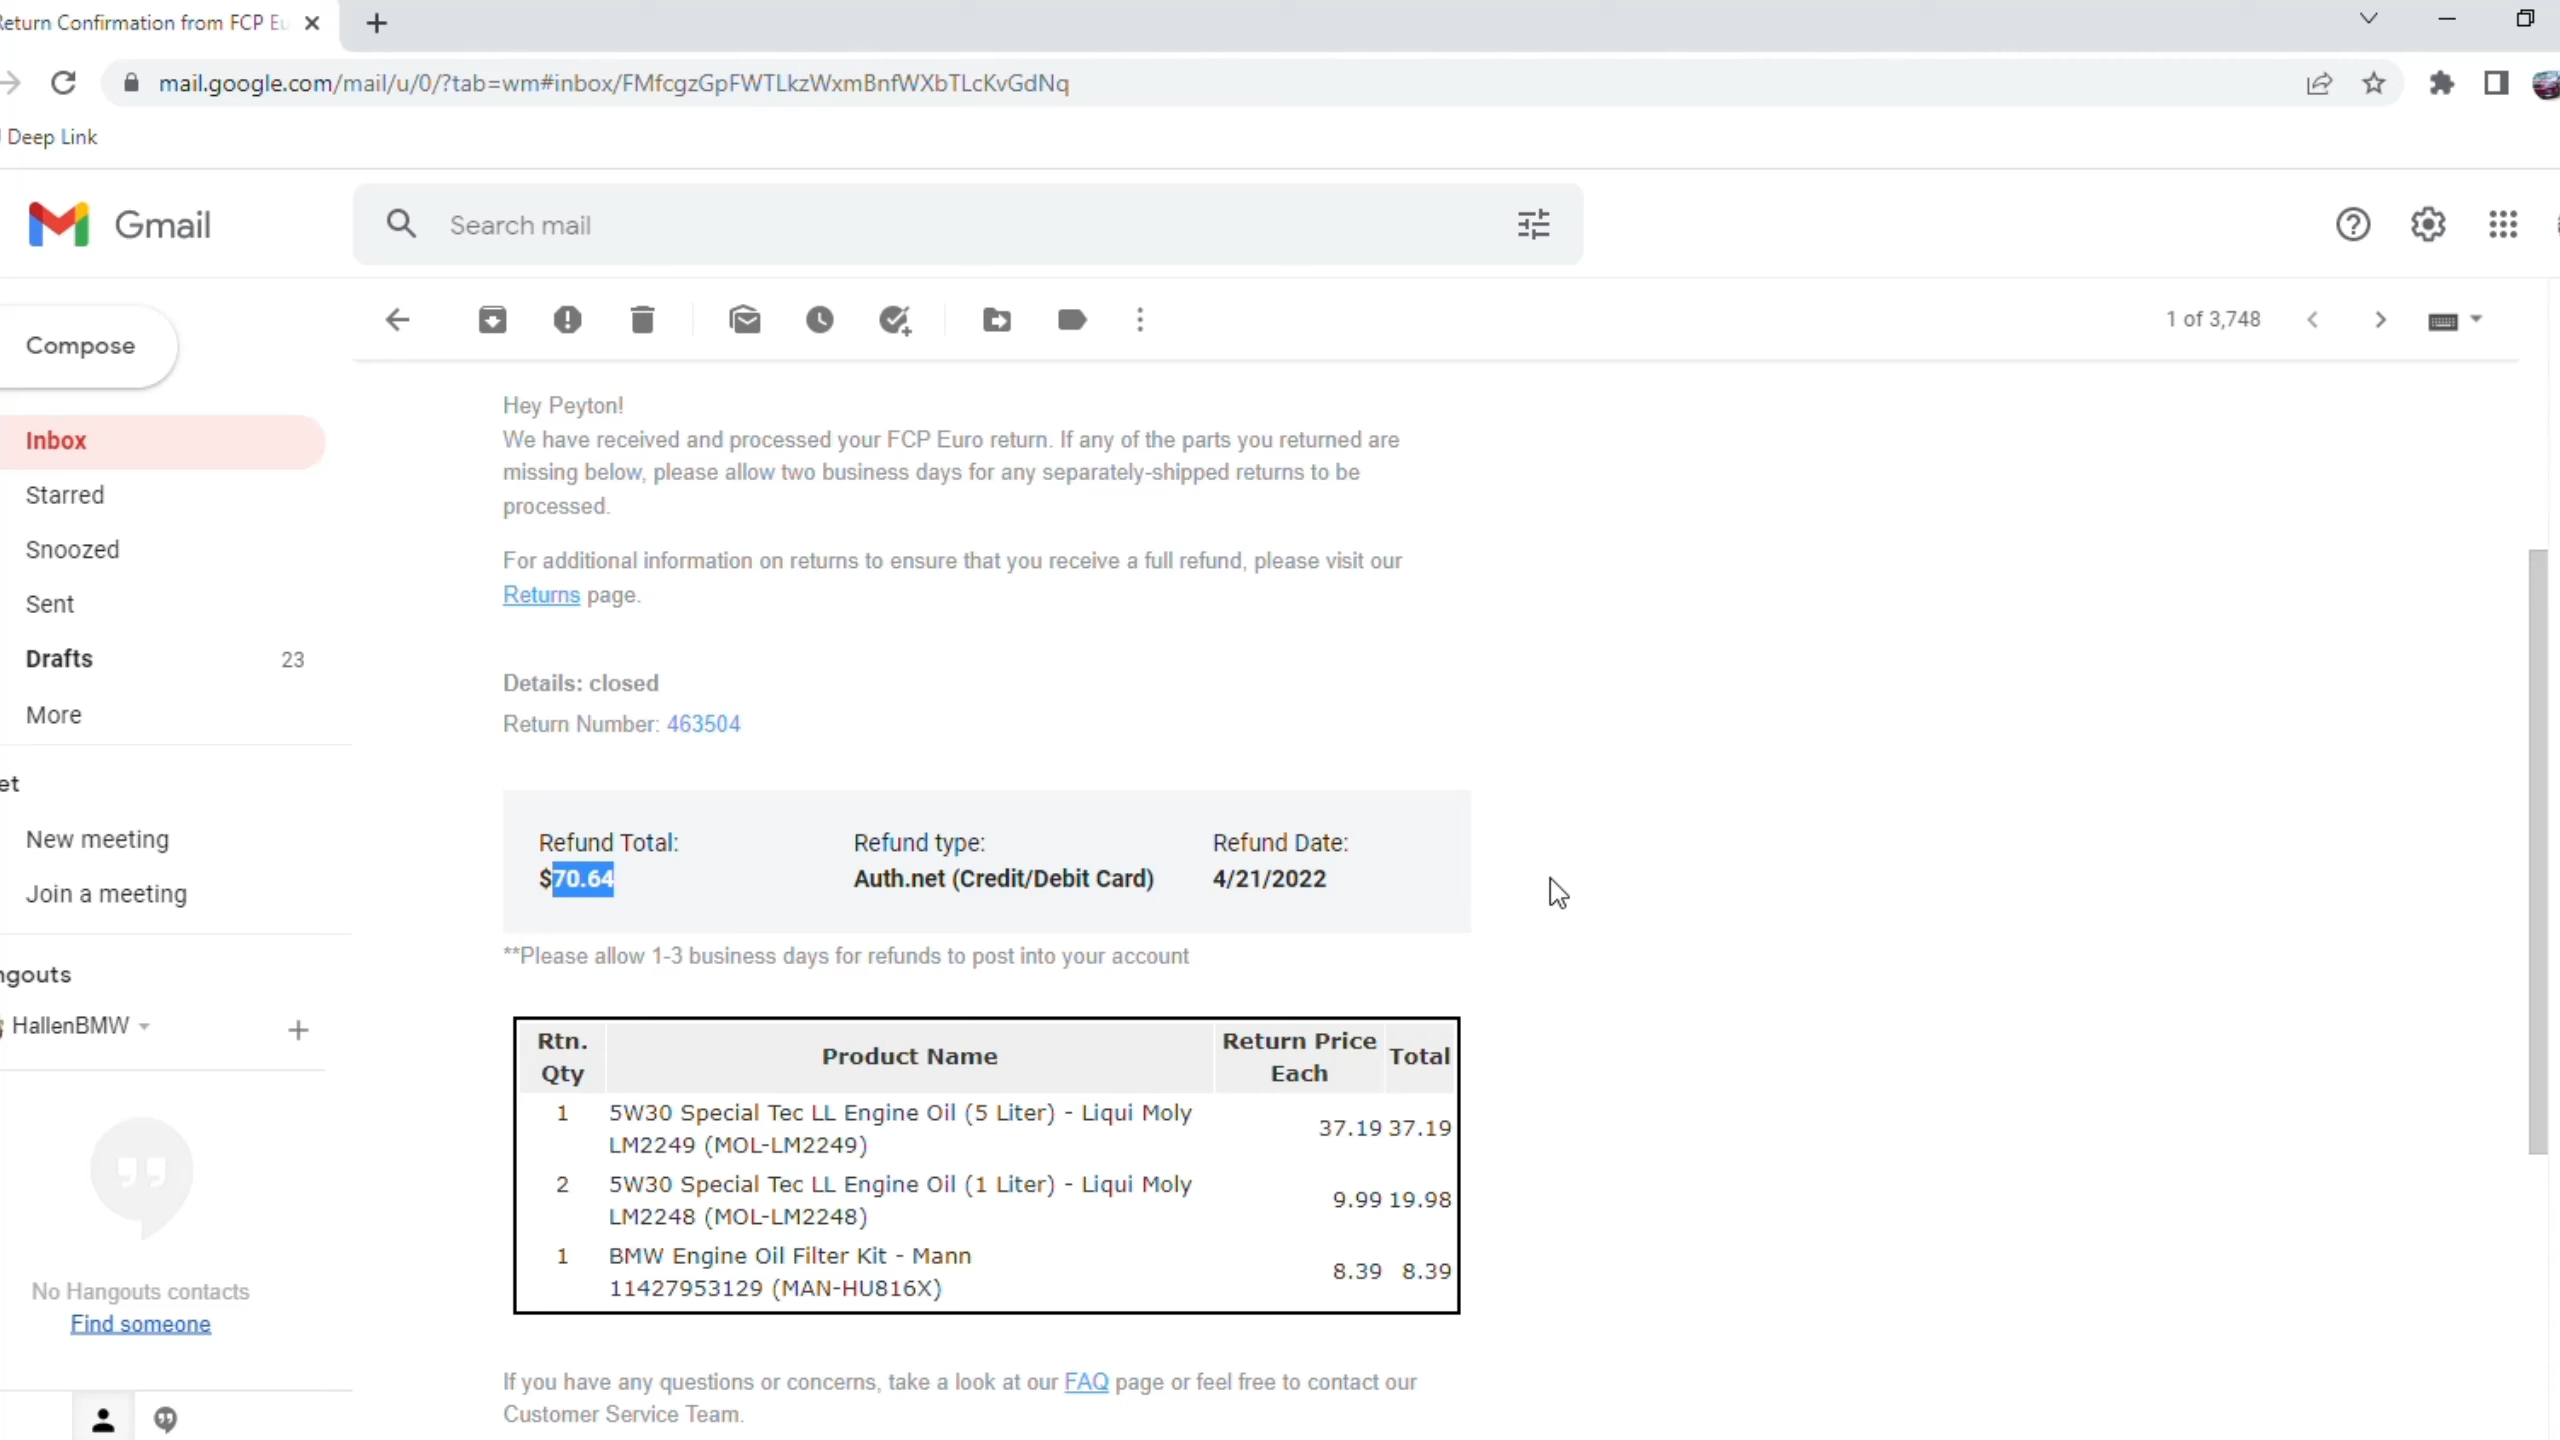 Return Confirmation from FCP Eu
mail.google.com/mail/u/0/?tab=wm#inbox/FMfcgzGpFWTLkzWxmBnfWXbTLcKvGdNq
Deep Link
Gmail
Search mail
1 of 3,748
Compose
Inbox
Starred
Snoozed
Sent
Drafts 23
More
et
New meeting
Join a meeting
ngouts
HallenBMW
No Hangouts contacts
Find someone
Hey Peyton!
We have received and processed your FCP Euro return. If any of the parts you returned are
missing below, please allow two business days for any separately-shipped returns to be
processed.
For additional information on returns to ensure that you receive a full refund, please visit our
Returns page.
Details: closed
Return Number: 463504
Refund Total: Refund type: Refund Date:
$70.64 Auth.net (Credit/Debit Card) 4/21/2022
**Please allow 1-3 business days for refunds to post into your account
Rtn. Qty Product Name Return Price Each Total
1 5W30 Special Tec LL Engine Oil (5 Liter) - Liqui Moly
LM2249 (MOL-LM2249) 37.19 37.19
2 5W30 Special Tec LL Engine Oil (1 Liter) - Liqui Moly
LM2248 (MOL-LM2248) 9.99 19.98
1 BMW Engine Oil Filter Kit - Mann
11427953129 (MAN-HU816X) 8.39 8.39
If you have any questions or concerns, take a look at our FAQ page or feel free to contact our
Customer Service Team.